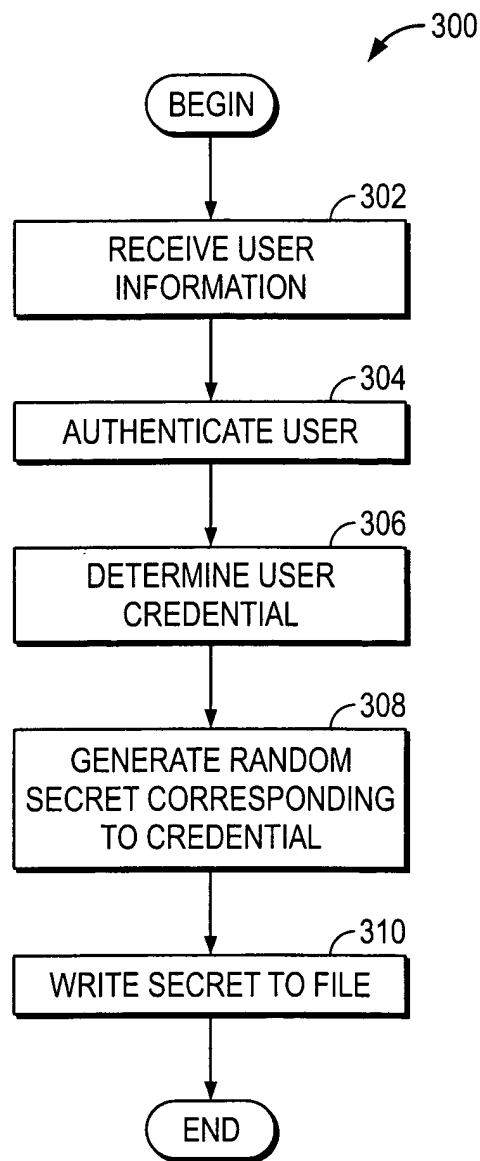 300
BEGIN
302
RECEIVE USER
INFORMATION
304
AUTHENTICATE USER
306
DETERMINE USER
CREDENTIAL
308
GENERATE RANDOM
SECRET CORRESPONDING
TO CREDENTIAL
310
WRITE SECRET TO FILE
END